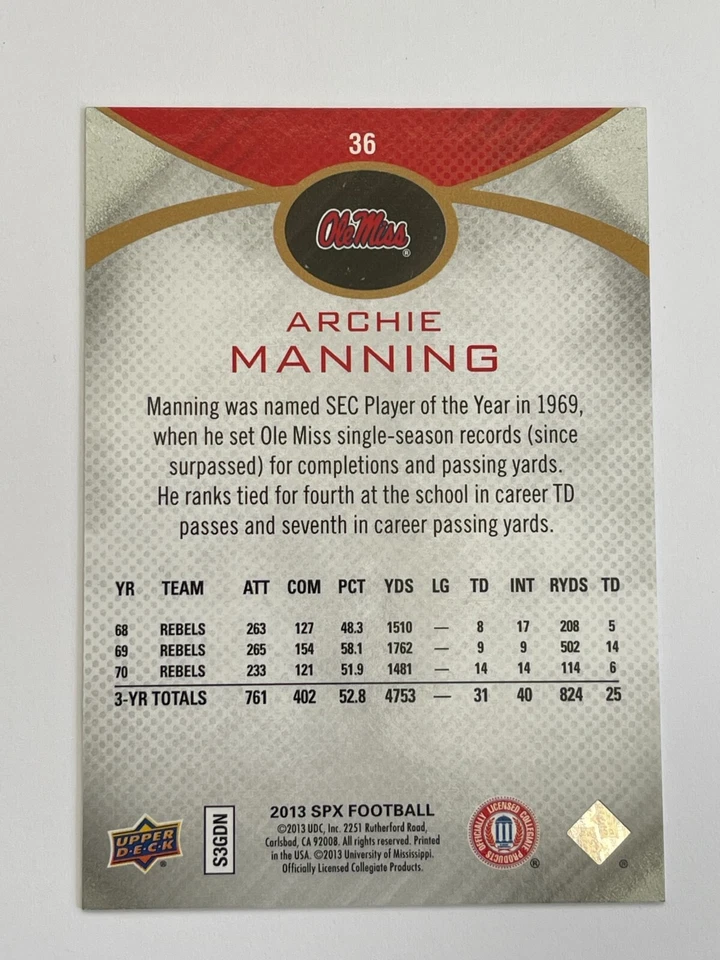 36
Ole Miss
®
ARCHIE
MANNING
Manning was named SEC Player of the Year in 1969,
when he set Ole Miss single-season records (since
surpassed) for completions and passing yards.
He ranks tied for fourth at the school in career TD
passes and seventh in career passing yards.
YR TEAM ATT COM PCT YDS LG TD INT RYDS TD
68 REBELS 263 127 48.3 1510 — 8 17 208 5
69 REBELS 265 154 58.1 1762 — 9 9 502 14
70 REBELS 233 121 51.9 1481 — 14 14 114 6
3-YR TOTALS 761 402 52.8 4753 — 31 40 824 25
UPPER
D·E·C·K
®
S3GDN
2013 SPX FOOTBALL
©2013 UDC, Inc. 2251 Rutherford Road,
Carlsbad, CA 92008. All rights reserved. Printed
in the USA. ©2013 University of Mississippi.
Officially Licensed Collegiate Products.
OFFICIALLY LICENSED COLLEGIATE PRODUCTS
®
®